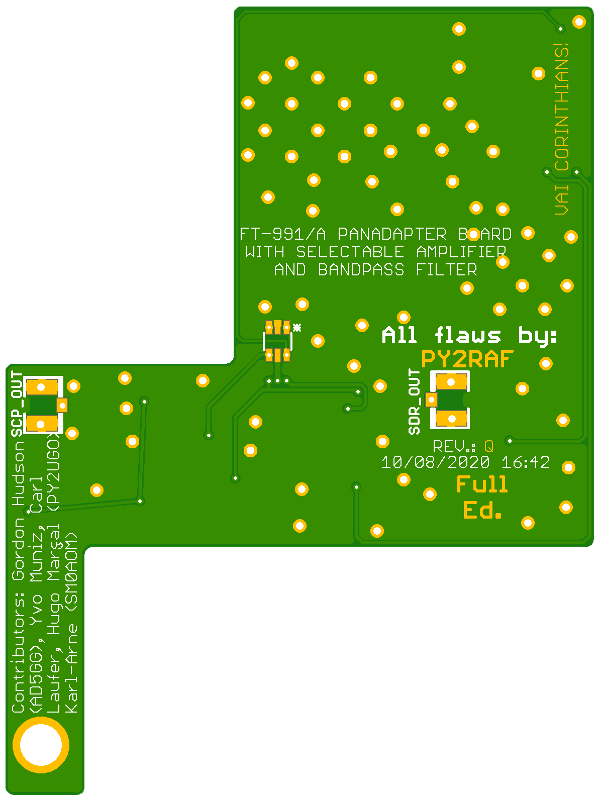 VAI CORINTHIANS!
FT-991/A PANADAPTER BOARD
WITH SELECTABLE AMPLIFIER
AND BANDPASS FILTER
*
All flaws by:
PY2RAF
SCP_OUT
SDR_OUT
REV.: Q
10/08/2020 16:42
Full
Ed.
Contributors: Gordon Hudson
(AD5GG), Yvo Muniz, Carl
Laufer, Hugo Marçal (PY2UGO),
Karl-Arne (SM0AOM)